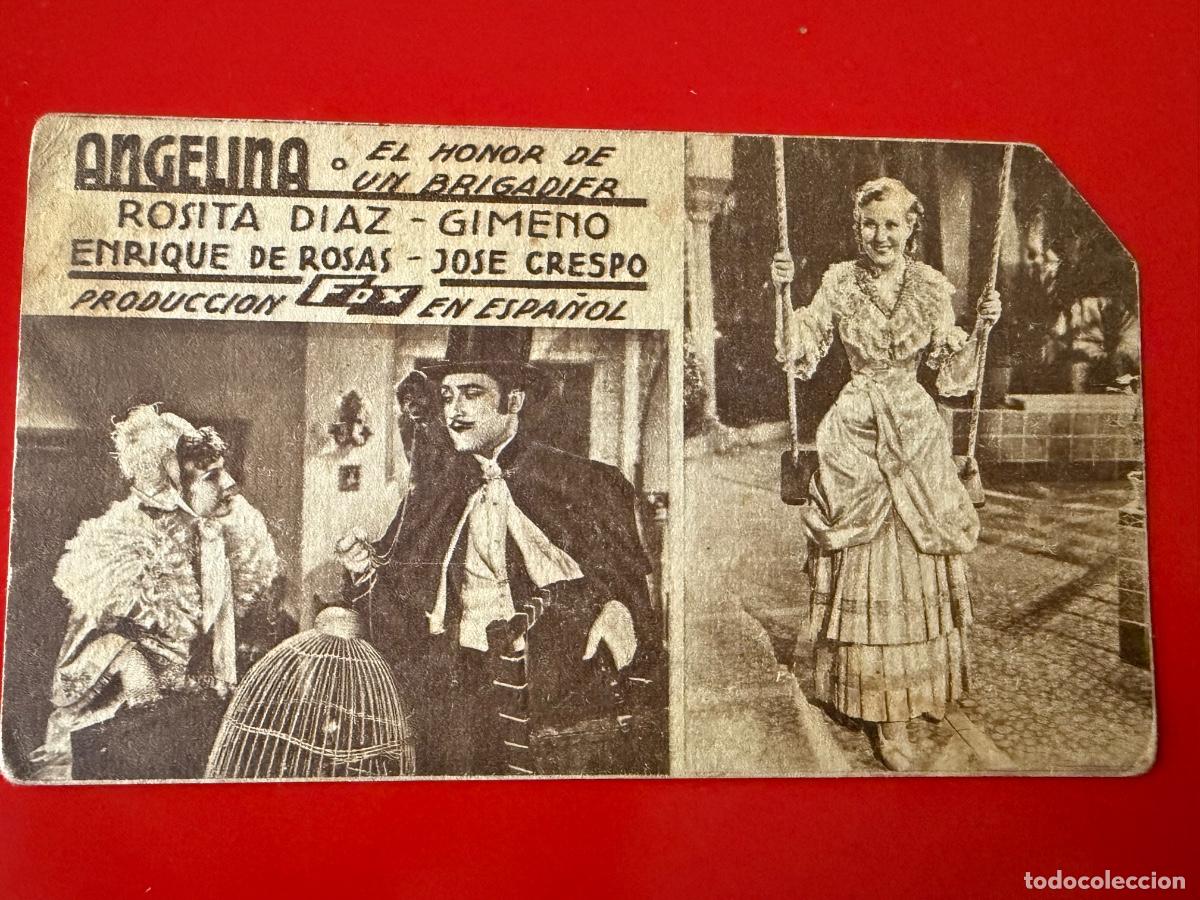 ANGELINA o EL HONOR DE
UN BRIGADIER
ROSITA DIAZ - GIMENO
ENRIQUE DE ROSAS - JOSE CRESPO
PRODUCCION FOX EN ESPAÑOL
todocoleccion